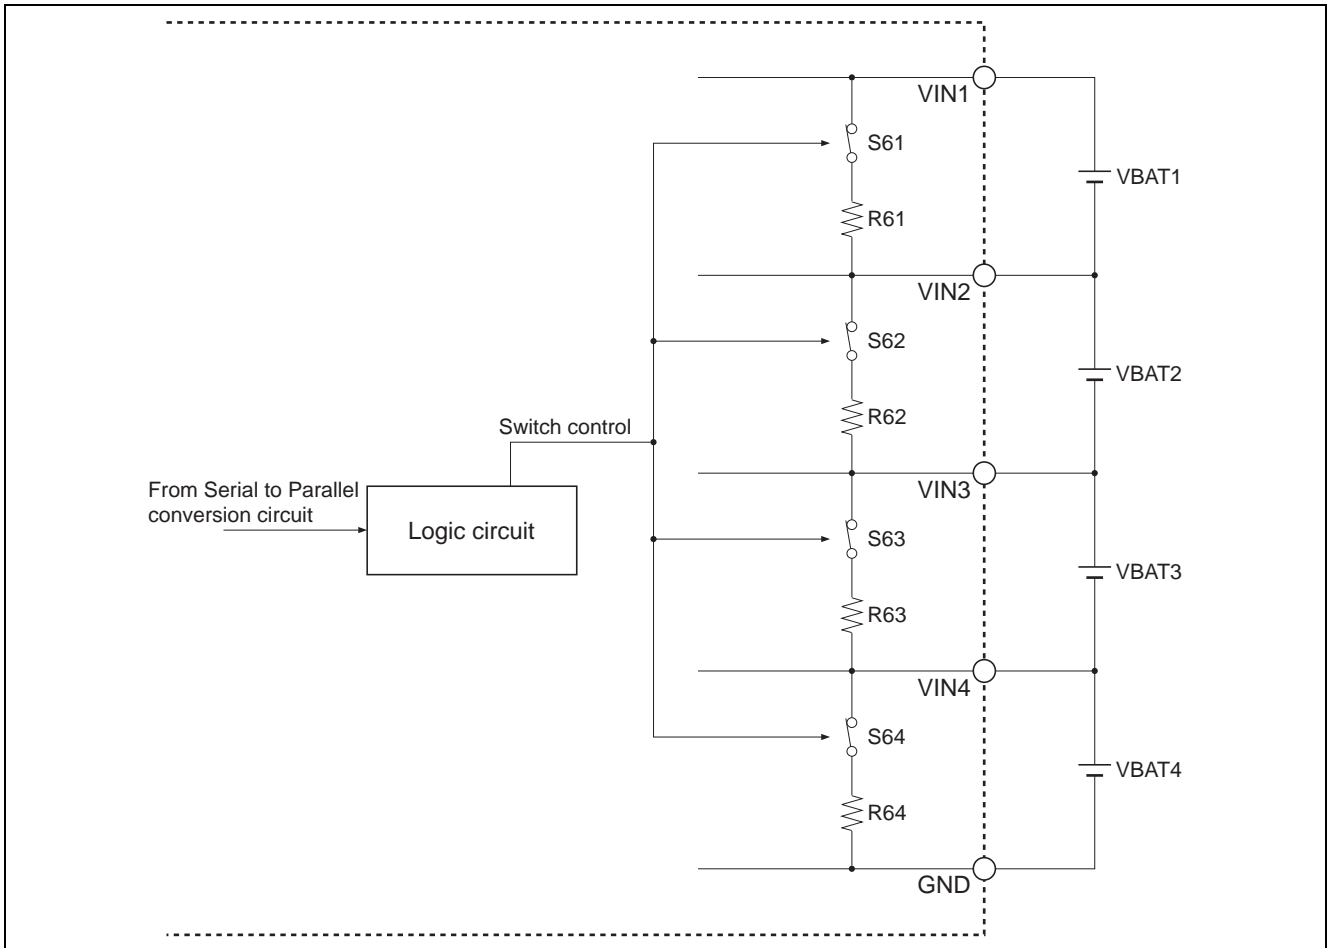 VIN1
S61
VBAT1
R61
VIN2
S62
VBAT2
R62
Switch control
VIN3
From Serial to Parallel
conversion circuit
Logic circuit
S63
VBAT3
R63
VIN4
S64
VBAT4
R64
GND